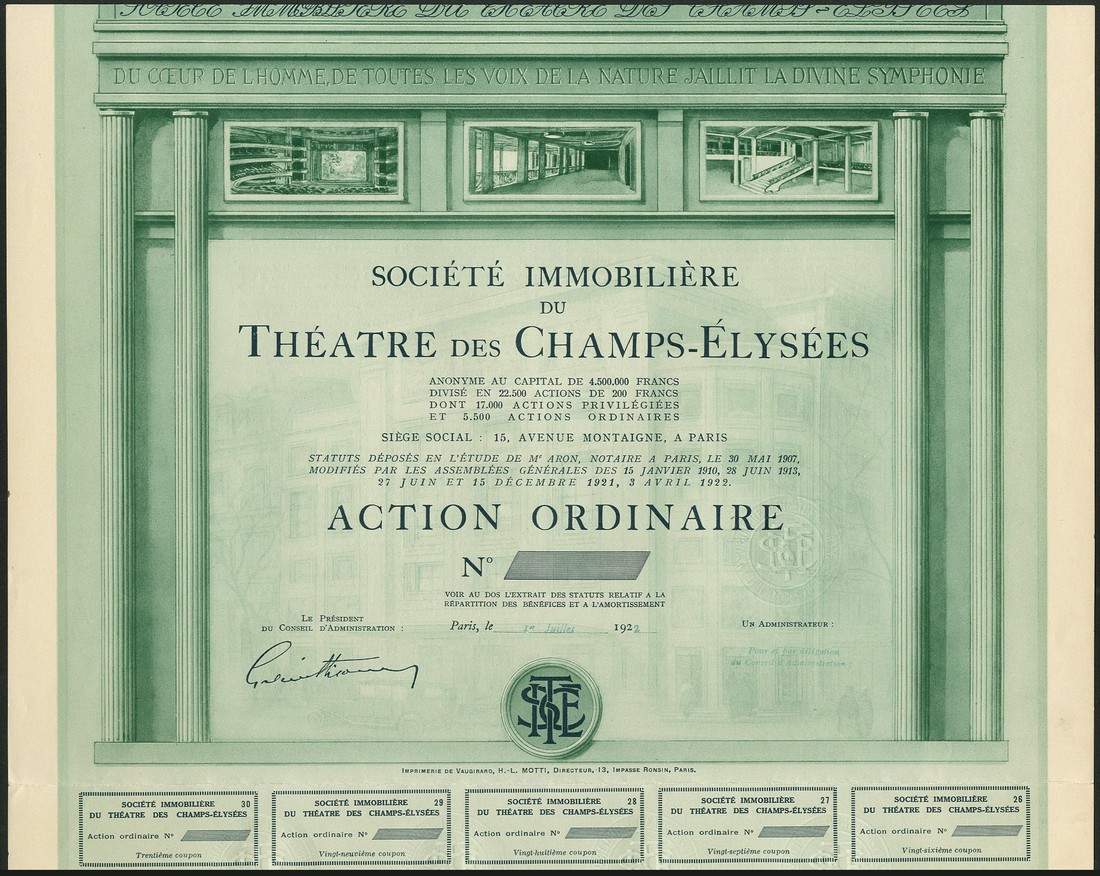 DU CŒUR DE L'HOMME, DE TOUTES LES VOIX DE LA NATURE JAILLIT LA DIVINE SYMPHONIE
SOCIÉTÉ IMMOBILIÈRE
DU
THÉATRE DES CHAMPS-ÉLYSÉES
ANONYME AU CAPITAL DE 4.500.000 FRANCS
DIVISÉ EN 22.500 ACTIONS DE 200 FRANCS
DONT 17.000 ACTIONS PRIVILÉGIÉES
ET 5.500 ACTIONS ORDINAIRES
SIÈGE SOCIAL : 15, AVENUE MONTAIGNE, A PARIS
STATUTS DÉPOSÉS EN L'ÉTUDE DE Me ARON, NOTAIRE A PARIS, LE 30 MAI 1907,
MODIFIÉS PAR LES ASSEMBLÉES GÉNÉRALES DES 15 JANVIER 1910, 28 JUIN 1913,
27 JUIN ET 15 DÉCEMBRE 1921, 3 AVRIL 1922.
ACTION ORDINAIRE
No
VOIR AU DOS L'EXTRAIT DES STATUTS RELATIF A LA
RÉPARTITION DES BÉNÉFICES ET A L'AMORTISSEMENT
LE PRÉSIDENT
DU CONSEIL D'ADMINISTRATION :
Paris, le 1er Juillet 1922
UN ADMINISTRATEUR :
Pour et par délégation
du Conseil d'Administration :
IMPRIMERIE DE VAUGIRARD, H.-L. MOTTI, DIRECTEUR, 13, IMPASSE RONSIN, PARIS.
SOCIÉTÉ IMMOBILIÈRE 30
DU THÉATRE DES CHAMPS-ÉLYSÉES
Action ordinaire No
Trentième coupon
SOCIÉTÉ IMMOBILIÈRE 29
DU THÉATRE DES CHAMPS-ÉLYSÉES
Action ordinaire No
Vingt-neuvième coupon
SOCIÉTÉ IMMOBILIÈRE 28
DU THÉATRE DES CHAMPS-ÉLYSÉES
Action ordinaire No
Vingt-huitième coupon
SOCIÉTÉ IMMOBILIÈRE 27
DU THÉATRE DES CHAMPS-ÉLYSÉES
Action ordinaire No
Vingt-septième coupon
SOCIÉTÉ IMMOBILIÈRE 26
DU THÉATRE DES CHAMPS-ÉLYSÉES
Action ordinaire No
Vingt-sixième coupon